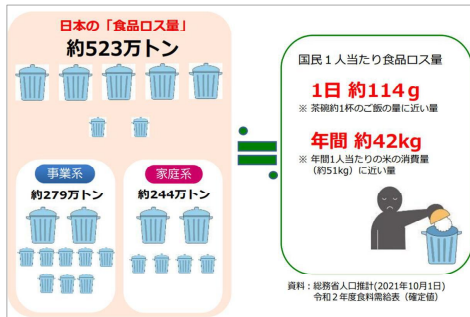 日本の「食品ロス量」
約523万トン
事業系
約279万トン
家庭系
約244万トン
国民１人当たり食品ロス量
1日 約114g
※ 茶碗約1杯のご飯の量に近い量
年間 約42kg
※ 年間1人当たりの米の消費量
（約51kg）に近い量
資料：総務省人口推計(2021年10月1日)
令和２年度食料需給表（確定値）